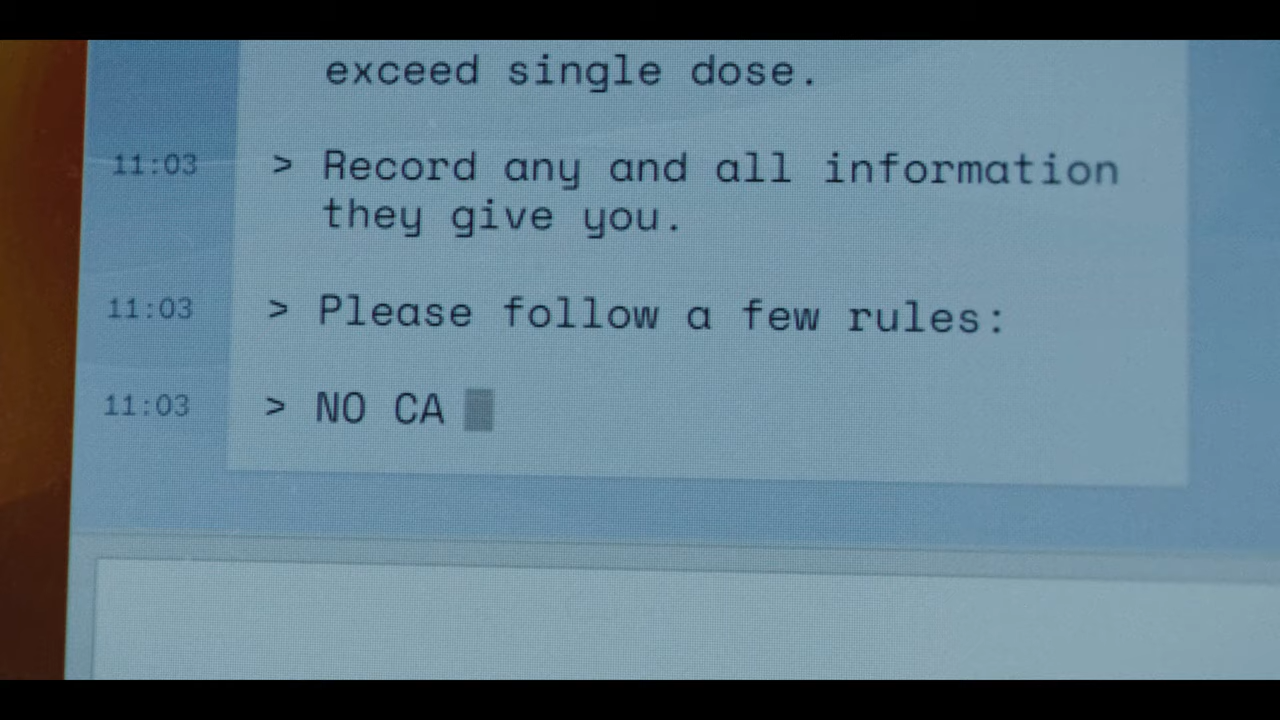 exceed single dose.
11:03 > Record any and all information
they give you.
11:03 > Please follow a few rules:
11:03 > NO CA